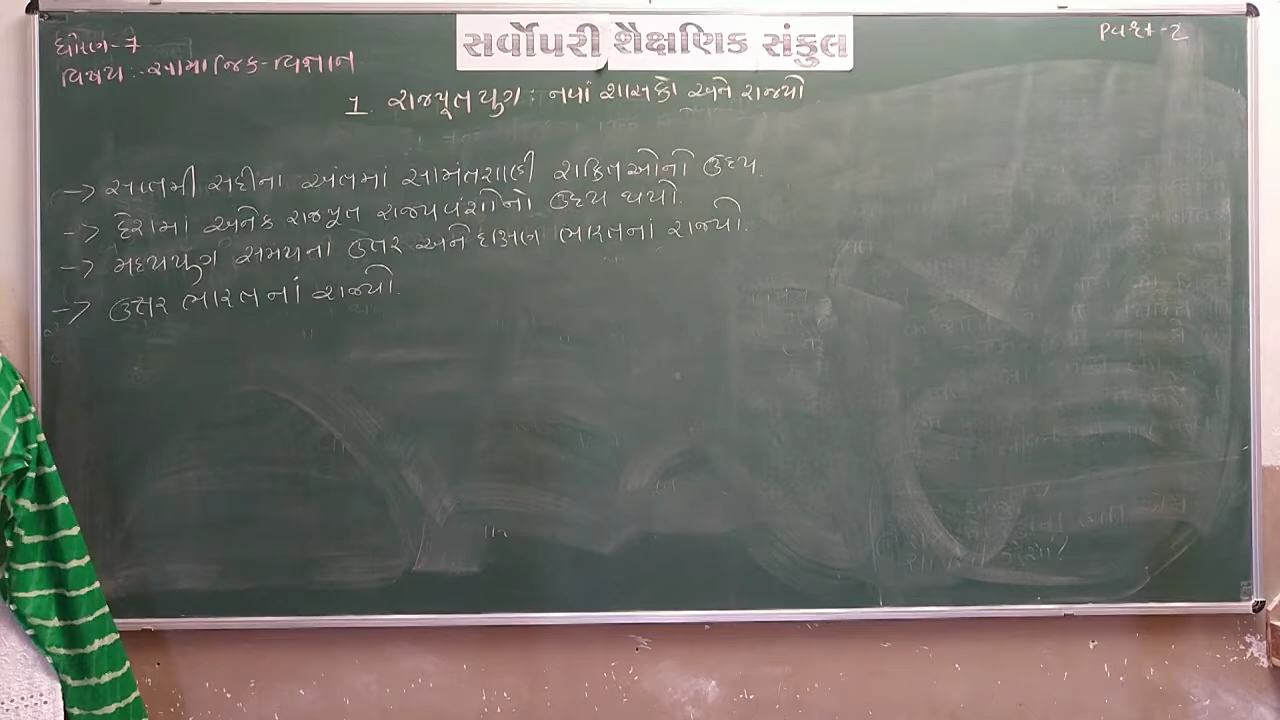 સર્વોપરી શૈક્ષણિક સંકુલ
ધોરણ-7
Part-2
વિષય:-સામાજિક-વિજ્ઞાન
1. રાજપૂતયુગ: નવાં શાસકો અને રાજ્યો
-> સાતમી સદીના અંતમાં સામંતશાહી શક્તિઓનો ઉદય.
-> દેશમાં અનેક રાજપૂત રાજ્યવંશોનો ઉદય થયો.
-> મધ્યયુગ સમયના ઉત્તર અને દક્ષિણ ભારતનાં રાજ્યો.
-> ઉત્તર ભારતનાં રાજ્યો.